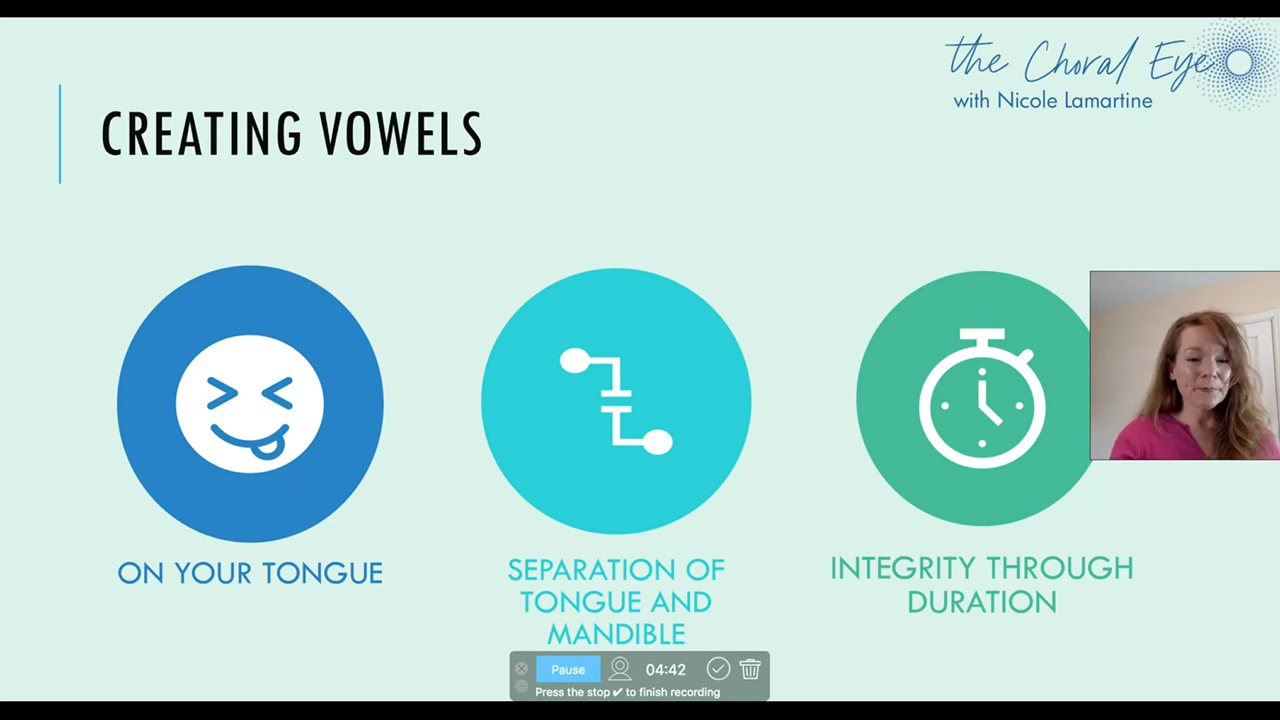 the Choral Eye
with Nicole Lamartine
CREATING VOWELS
ON YOUR TONGUE
SEPARATION OF
TONGUE AND
MANDIBLE
INTEGRITY THROUGH
DURATION
Pause
04:42
Press the stop ✔ to finish recording